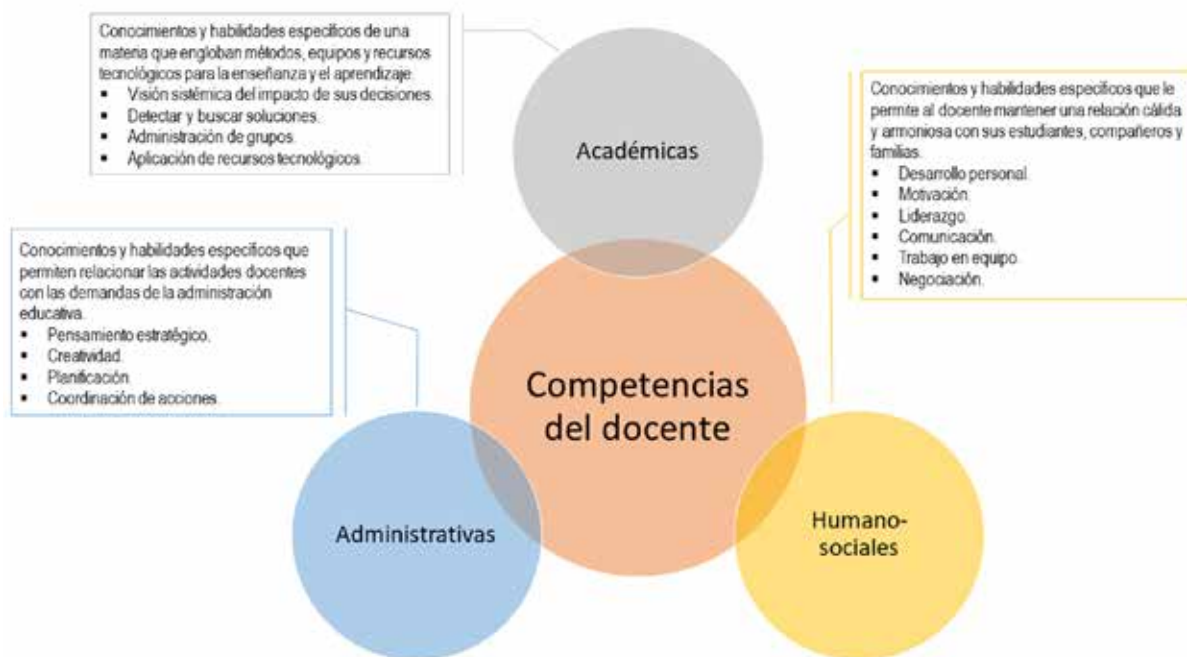 Conocimientos y habilidades específicos de una
materia que engloban métodos, equipos y recursos
tecnológicos para la enseñanza y el aprendizaje.
▪ Visión sistémica del impacto de sus decisiones.
▪ Detectar y buscar soluciones.
▪ Administración de grupos.
▪ Aplicación de recursos tecnológicos.
Académicas
Conocimientos y habilidades específicos que le
permite al docente mantener una relación cálida
y armoniosa con sus estudiantes, compañeros y
familias.
▪ Desarrollo personal.
▪ Motivación.
▪ Liderazgo.
▪ Comunicación.
▪ Trabajo en equipo.
▪ Negociación.
Conocimientos y habilidades específicos que
permiten relacionar las actividades docentes
con las demandas de la administración
educativa.
▪ Pensamiento estratégico.
▪ Creatividad.
▪ Planificación.
▪ Coordinación de acciones.
Competencias
del docente
Administrativas
Humano-
sociales